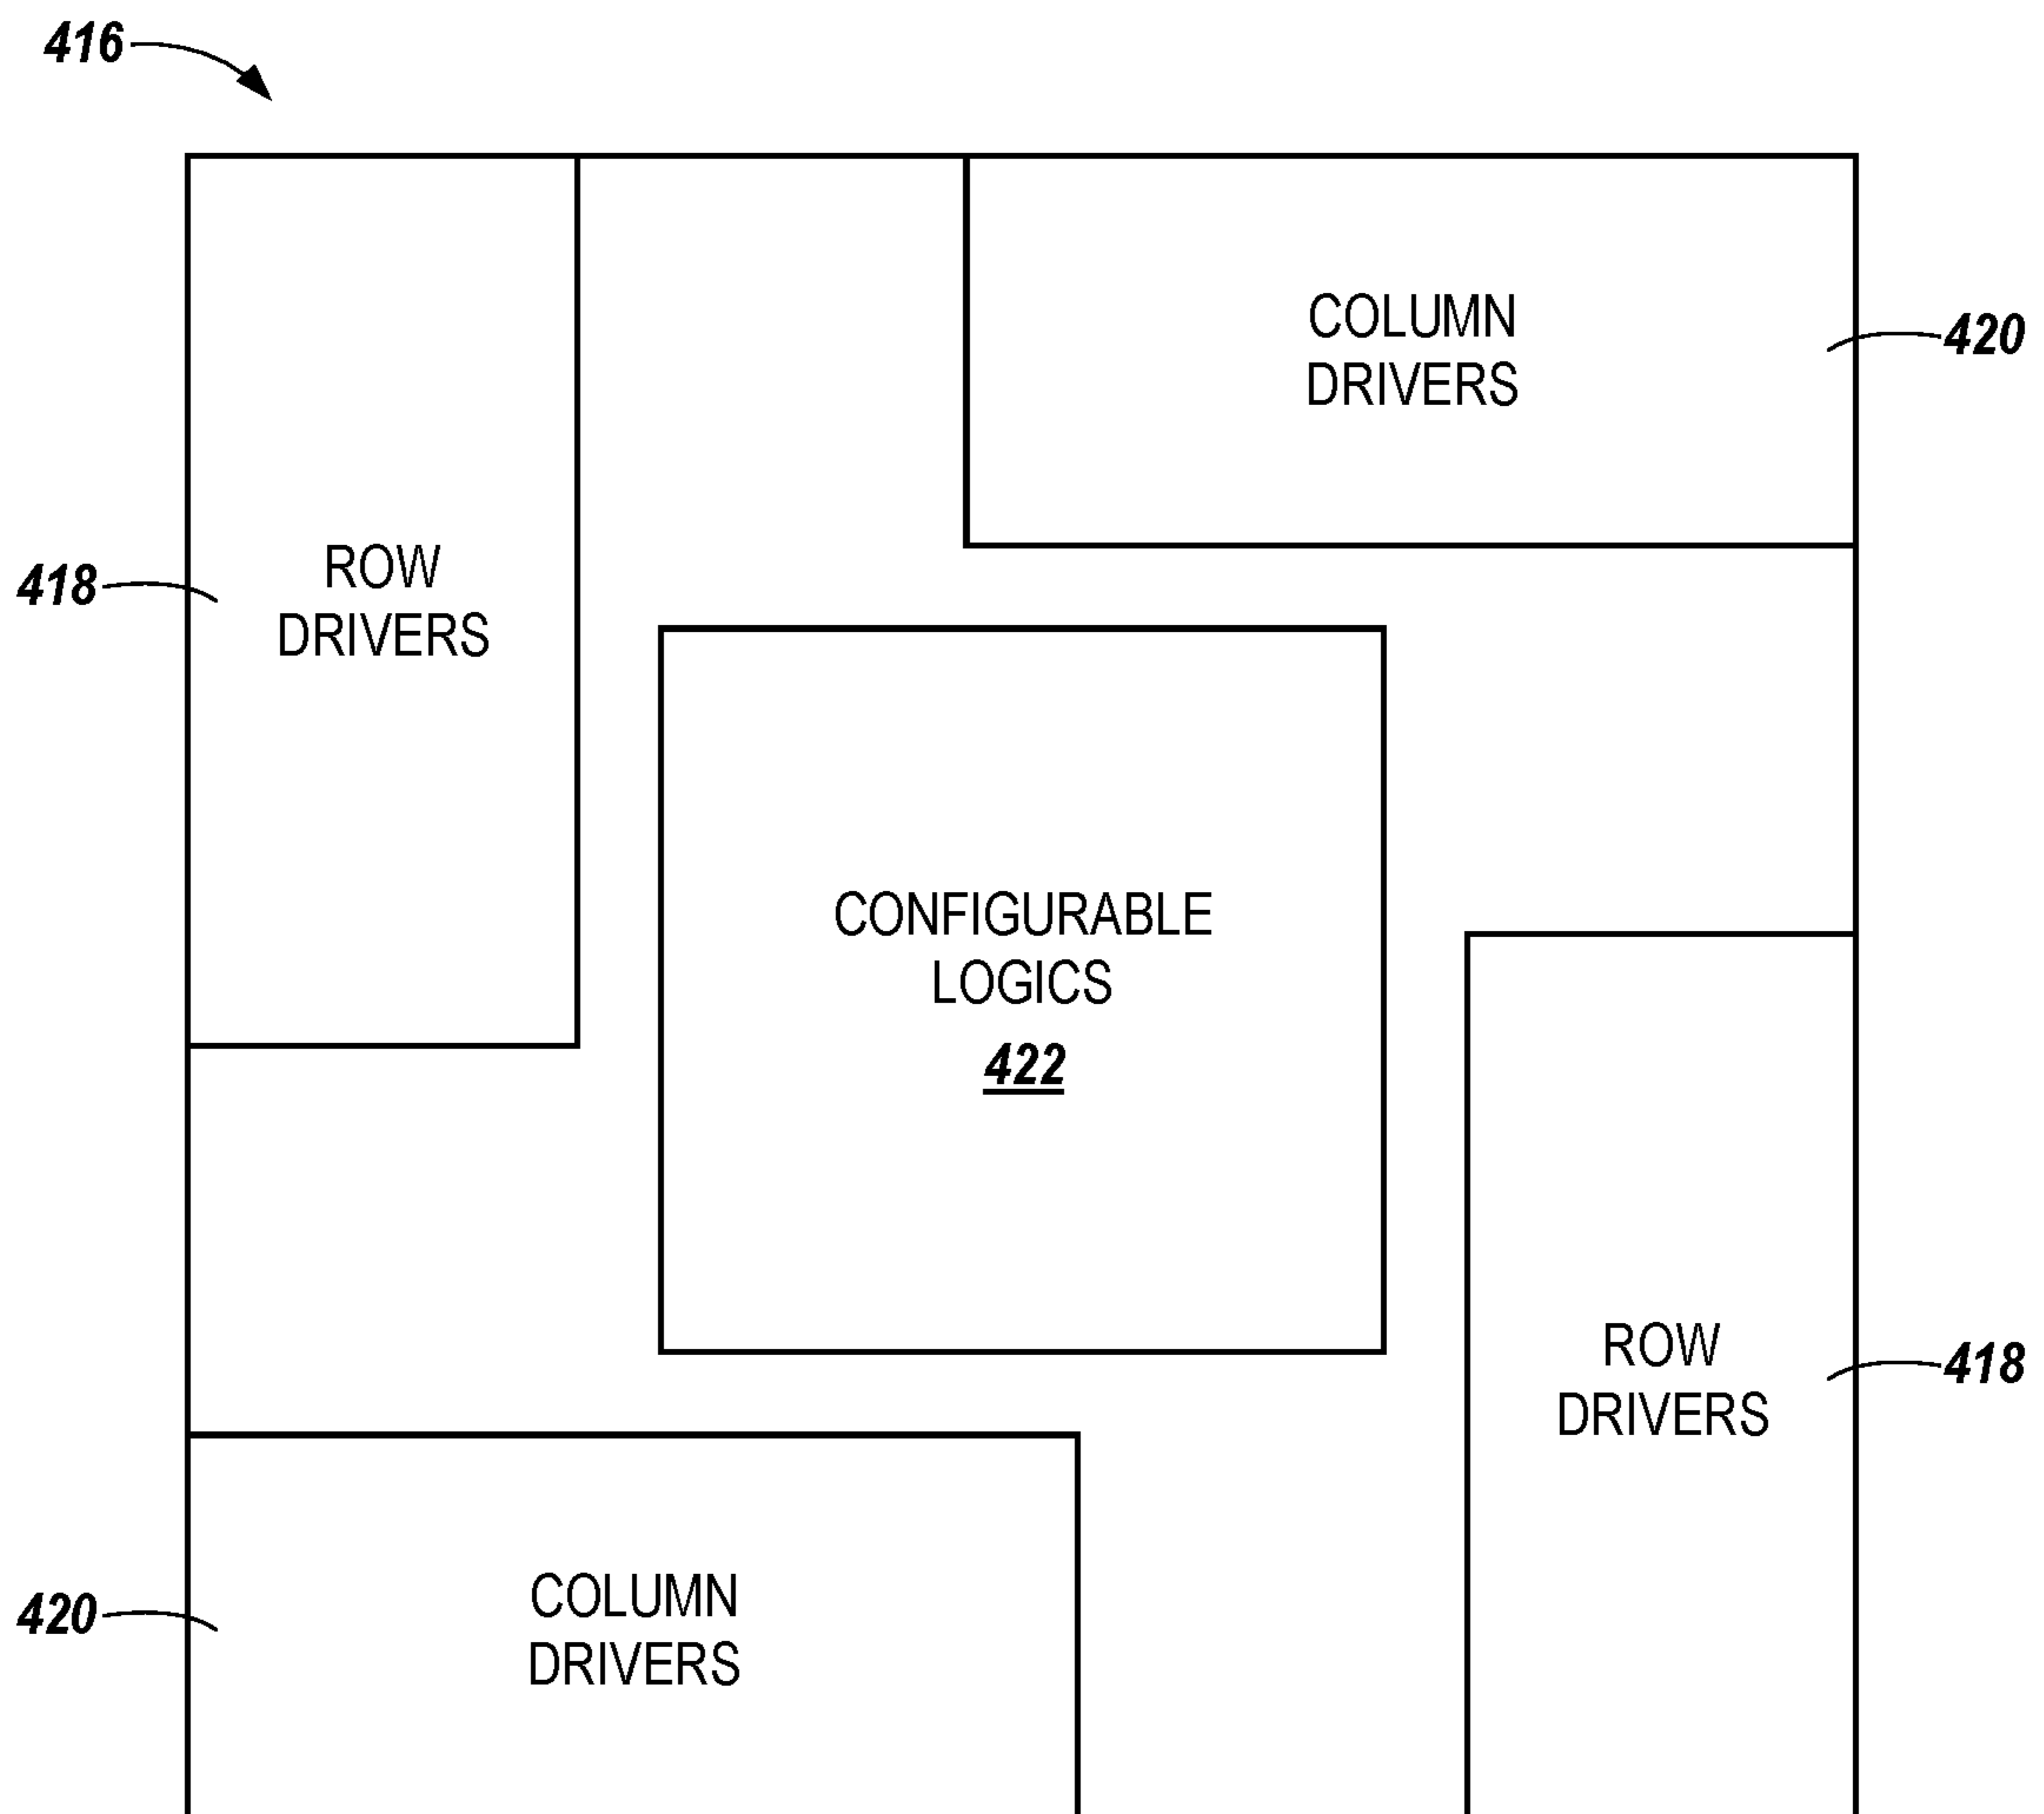 416
COLUMN
DRIVERS
420
ROW
DRIVERS
418
CONFIGURABLE
LOGICS
422
ROW
DRIVERS
418
COLUMN
DRIVERS
420